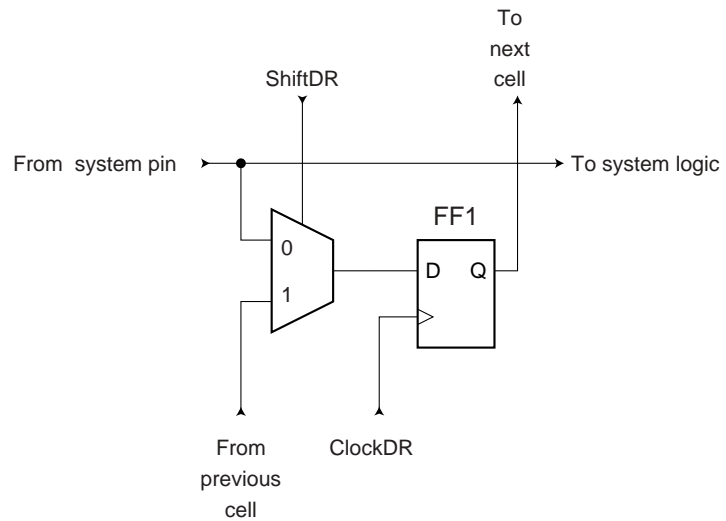 To
next
cell
ShiftDR
From system pin
To system logic
FF1
0
D Q
1
From
previous
cell
ClockDR